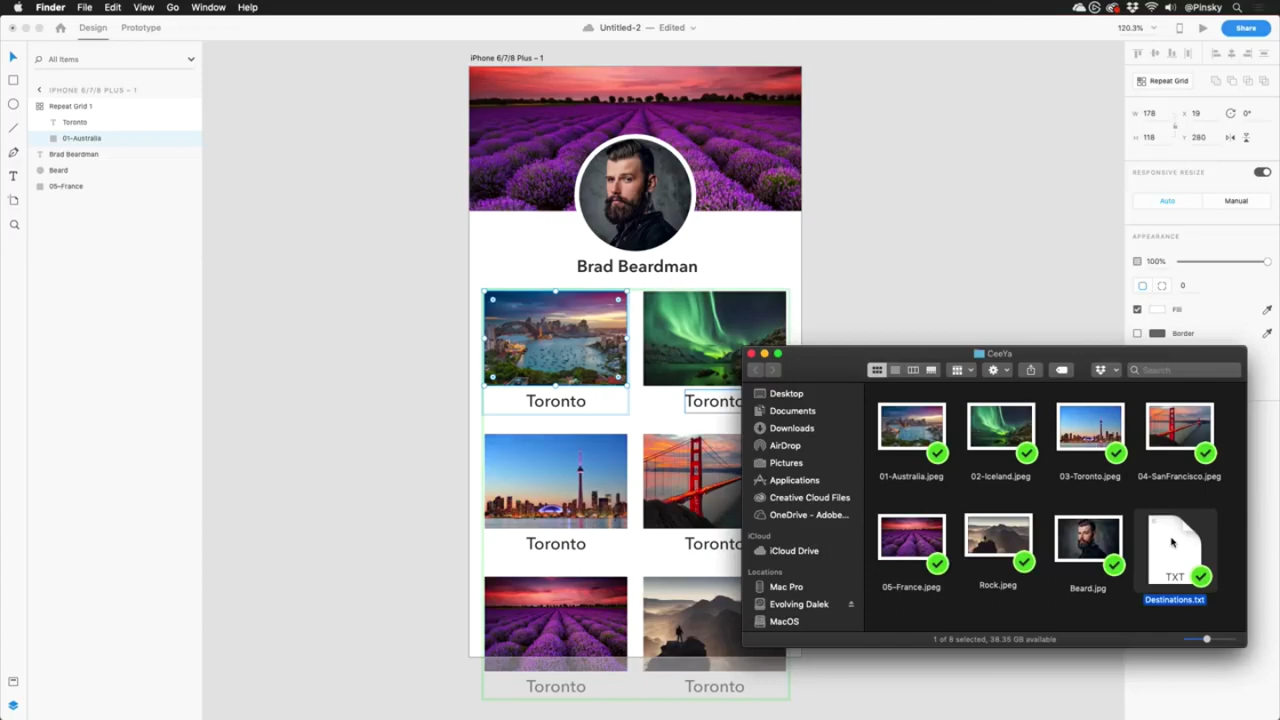 Finder File Edit View Go Window Help @Pinsky
Design Prototype Untitled-2 — Edited 120.3% Share
All Items
IPHONE 6/7/8 PLUS – 1
Repeat Grid 1
Toronto
01-Australia
Brad Beardman
Beard
05-France
iPhone 6/7/8 Plus – 1
Brad Beardman
Toronto Toronto
Toronto Toronto
Toronto Toronto
Repeat Grid
W 178 X 19 0°
H 118 Y 280
RESPONSIVE RESIZE
Auto Manual
APPEARANCE
100%
0
Fill
Border
CeeYa
Search
Desktop
Documents
Downloads
AirDrop
Pictures
Applications
Creative Cloud Files
OneDrive - Adobe...
iCloud
iCloud Drive
Locations
Mac Pro
Evolving Dalek
MacOS
01-Australia.jpeg 02-Iceland.jpeg 03-Toronto.jpeg 04-SanFrancisco.jpeg
TXT
05-France.jpeg Rock.jpeg Beard.jpg Destinations.txt
1 of 8 selected, 38.35 GB available